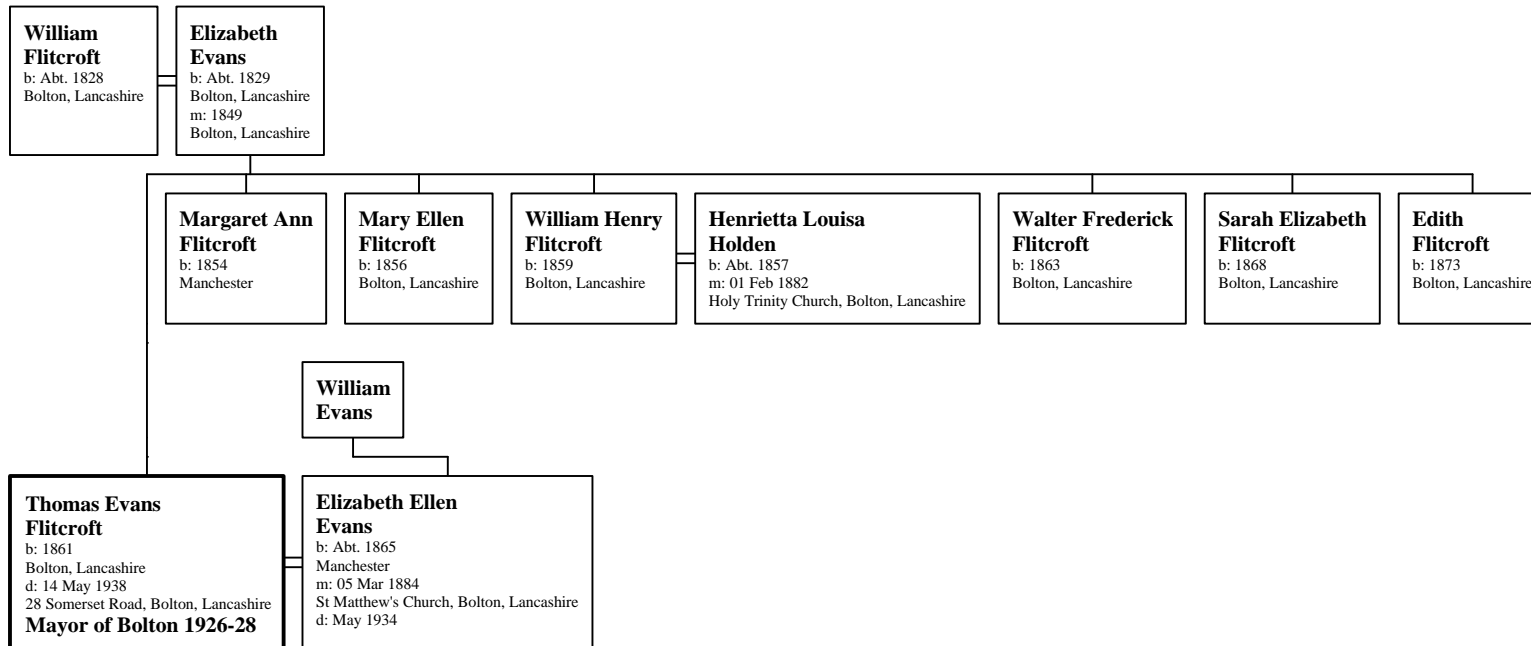 William
Flitcroft
b: Abt. 1828
Bolton, Lancashire
Elizabeth
Evans
b: Abt. 1829
Bolton, Lancashire
m: 1849
Bolton, Lancashire
Margaret Ann
Flitcroft
b: 1854
Manchester
Mary Ellen
Flitcroft
b: 1856
Bolton, Lancashire
William Henry
Flitcroft
b: 1859
Bolton, Lancashire
Henrietta Louisa
Holden
b: Abt. 1857
m: 01 Feb 1882
Holy Trinity Church, Bolton, Lancashire
Walter Frederick
Flitcroft
b: 1863
Bolton, Lancashire
Sarah Elizabeth
Flitcroft
b: 1868
Bolton, Lancashire
Edith
Flitcroft
b: 1873
Bolton, Lancashire
William
Evans
Thomas Evans
Flitcroft
b: 1861
Bolton, Lancashire
d: 14 May 1938
28 Somerset Road, Bolton, Lancashire
Mayor of Bolton 1926-28
Elizabeth Ellen
Evans
b: Abt. 1865
Manchester
m: 05 Mar 1884
St Matthew's Church, Bolton, Lancashire
d: May 1934